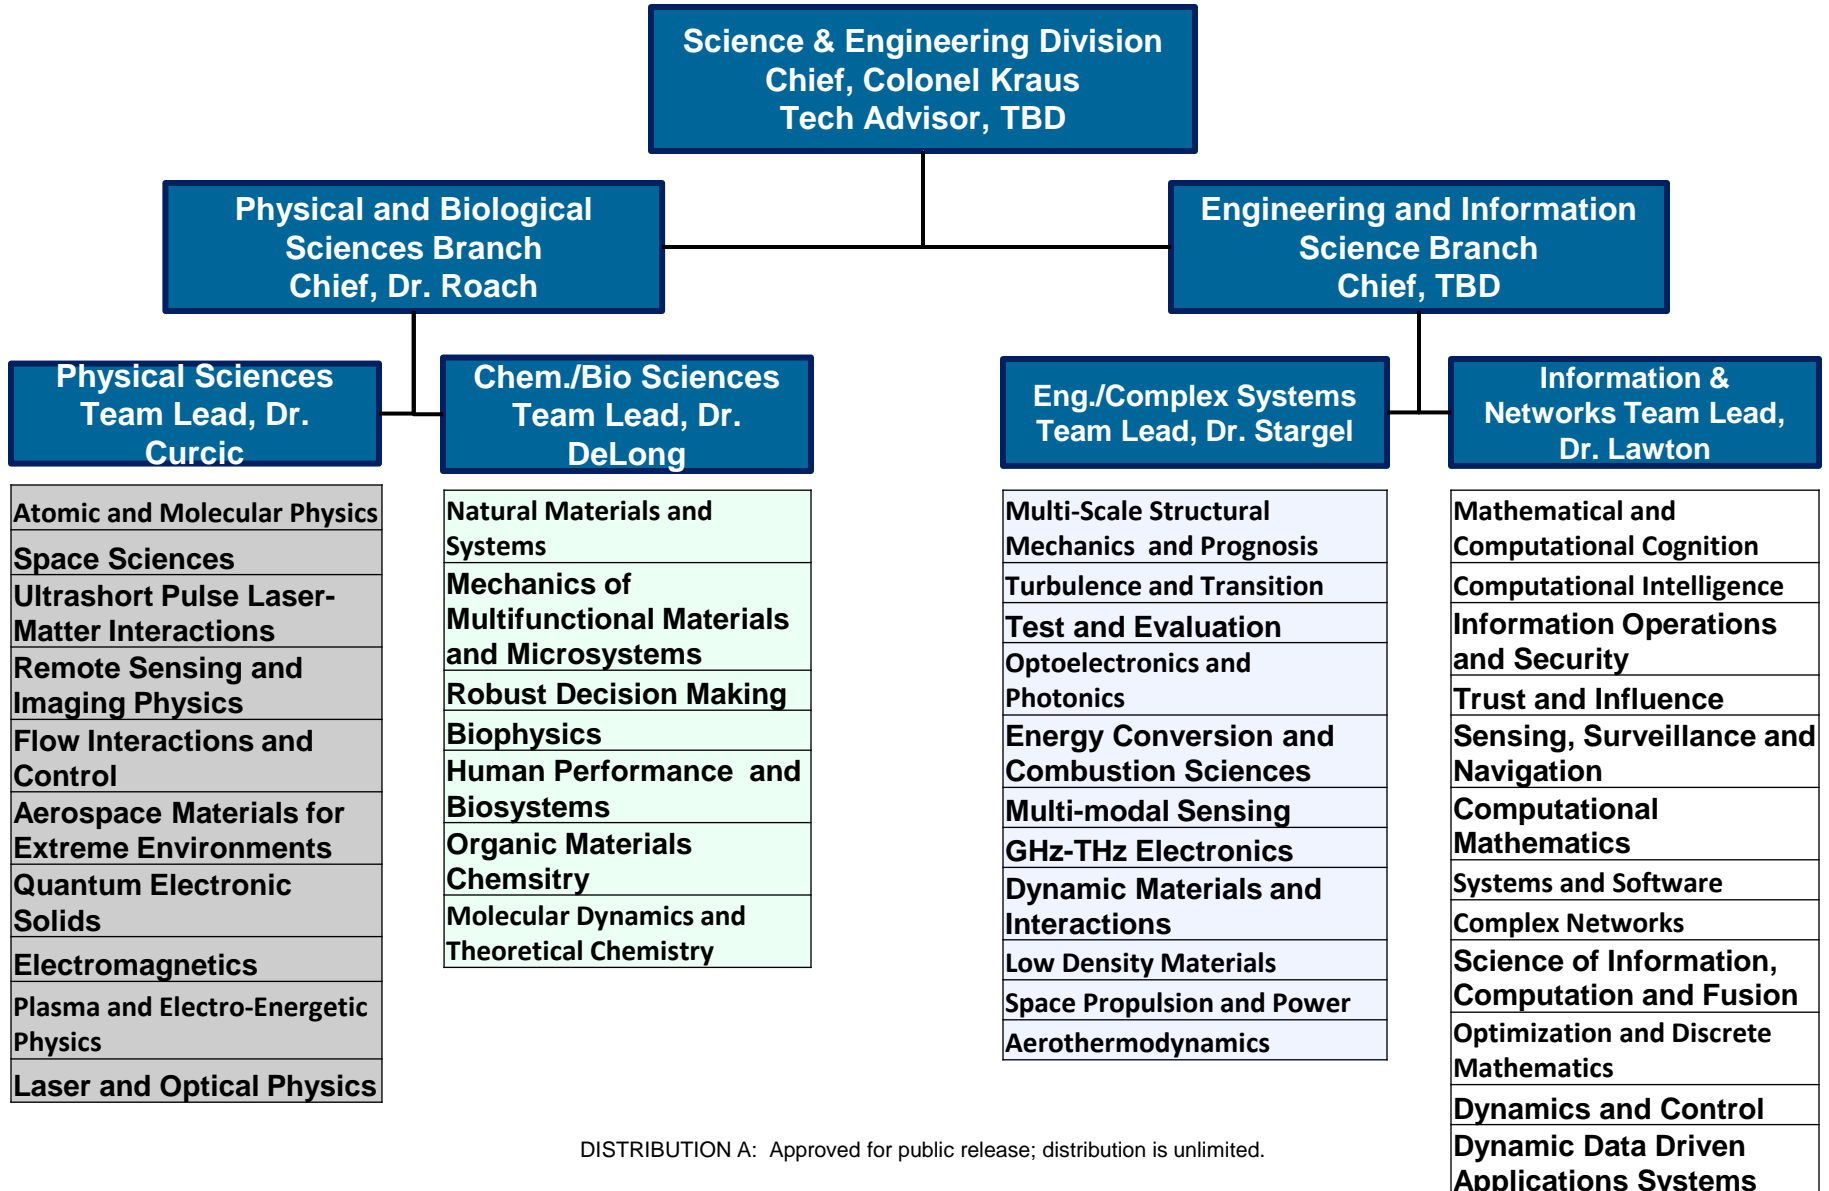 Science & Engineering Division
Chief, Colonel Kraus
Tech Advisor, TBD
Physical and Biological
Sciences Branch
Chief, Dr. Roach
Engineering and Information
Science Branch
Chief, TBD
Physical Sciences
Team Lead, Dr.
Curcic
Chem./Bio Sciences
Team Lead, Dr.
DeLong
Eng./Complex Systems
Team Lead, Dr. Stargel
Information &
Networks Team Lead,
Dr. Lawton
Atomic and Molecular Physics
Space Sciences
Ultrashort Pulse Laser-
Matter Interactions
Remote Sensing and
Imaging Physics
Flow Interactions and
Control
Aerospace Materials for
Extreme Environments
Quantum Electronic
Solids
Electromagnetics
Plasma and Electro-Energetic
Physics
Laser and Optical Physics
Natural Materials and
Systems
Mechanics of
Multifunctional Materials
and Microsystems
Robust Decision Making
Biophysics
Human Performance and
Biosystems
Organic Materials
Chemsitry
Molecular Dynamics and
Theoretical Chemistry
Multi-Scale Structural
Mechanics and Prognosis
Turbulence and Transition
Test and Evaluation
Optoelectronics and
Photonics
Energy Conversion and
Combustion Sciences
Multi-modal Sensing
GHz-THz Electronics
Dynamic Materials and
Interactions
Low Density Materials
Space Propulsion and Power
Aerothermodynamics
Mathematical and
Computational Cognition
Computational Intelligence
Information Operations
and Security
Trust and Influence
Sensing, Surveillance and
Navigation
Computational
Mathematics
Systems and Software
Complex Networks
Science of Information,
Computation and Fusion
Optimization and Discrete
Mathematics
Dynamics and Control
Dynamic Data Driven
Applications Systems
DISTRIBUTION A: Approved for public release; distribution is unlimited.